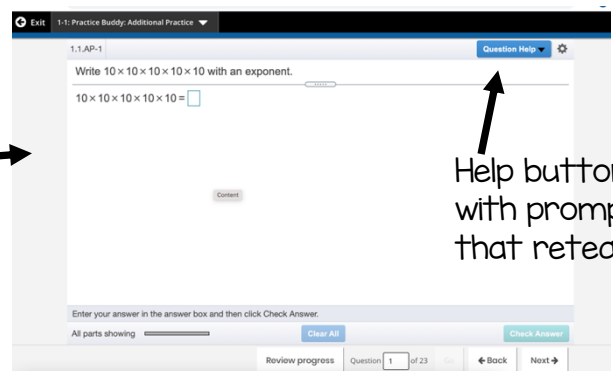 Exit 1-1: Practice Buddy: Additional Practice
1.1.AP-1 Question Help
Write 10 × 10 × 10 × 10 × 10 with an exponent.
10 × 10 × 10 × 10 × 10 =
Help button
with promp
that retea
Content
Enter your answer in the answer box and then click Check Answer.
All parts showing Clear All Check Answer
Review progress Question 1 of 23 Go Back Next